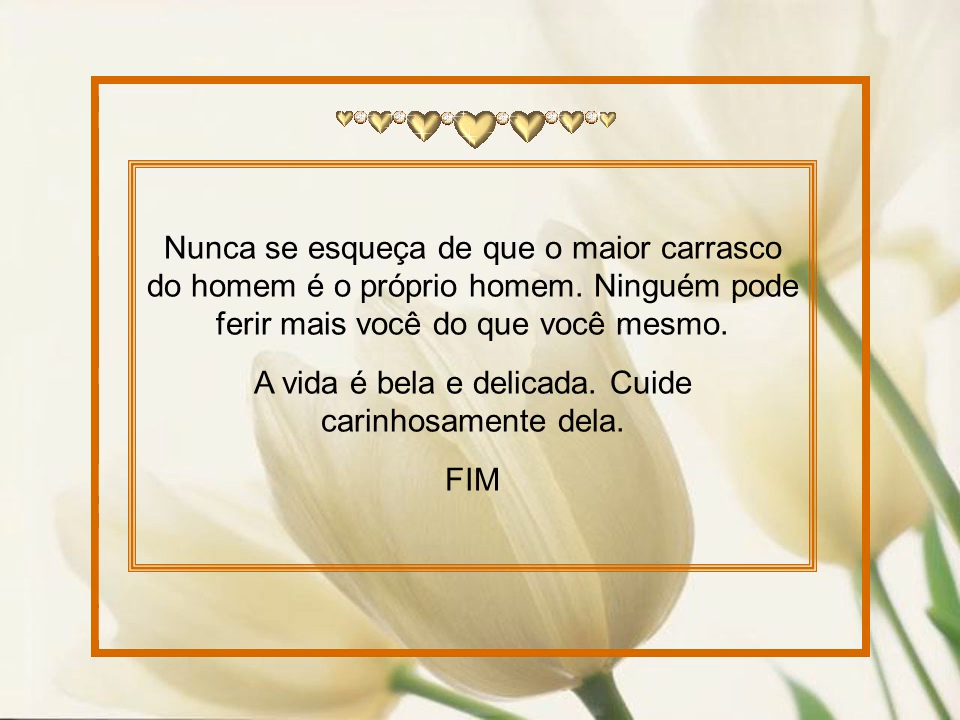 Nunca se esqueça de que o maior carrasco
do homem é o próprio homem. Ninguém pode
ferir mais você do que você mesmo.
A vida é bela e delicada. Cuide
carinhosamente dela.
FIM